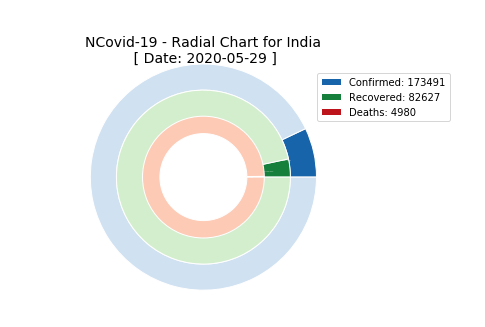 NCovid-19 - Radial Chart for India
[ Date: 2020-05-29 ]
Confirmed: 173491
Recovered: 82627
Deaths: 4980